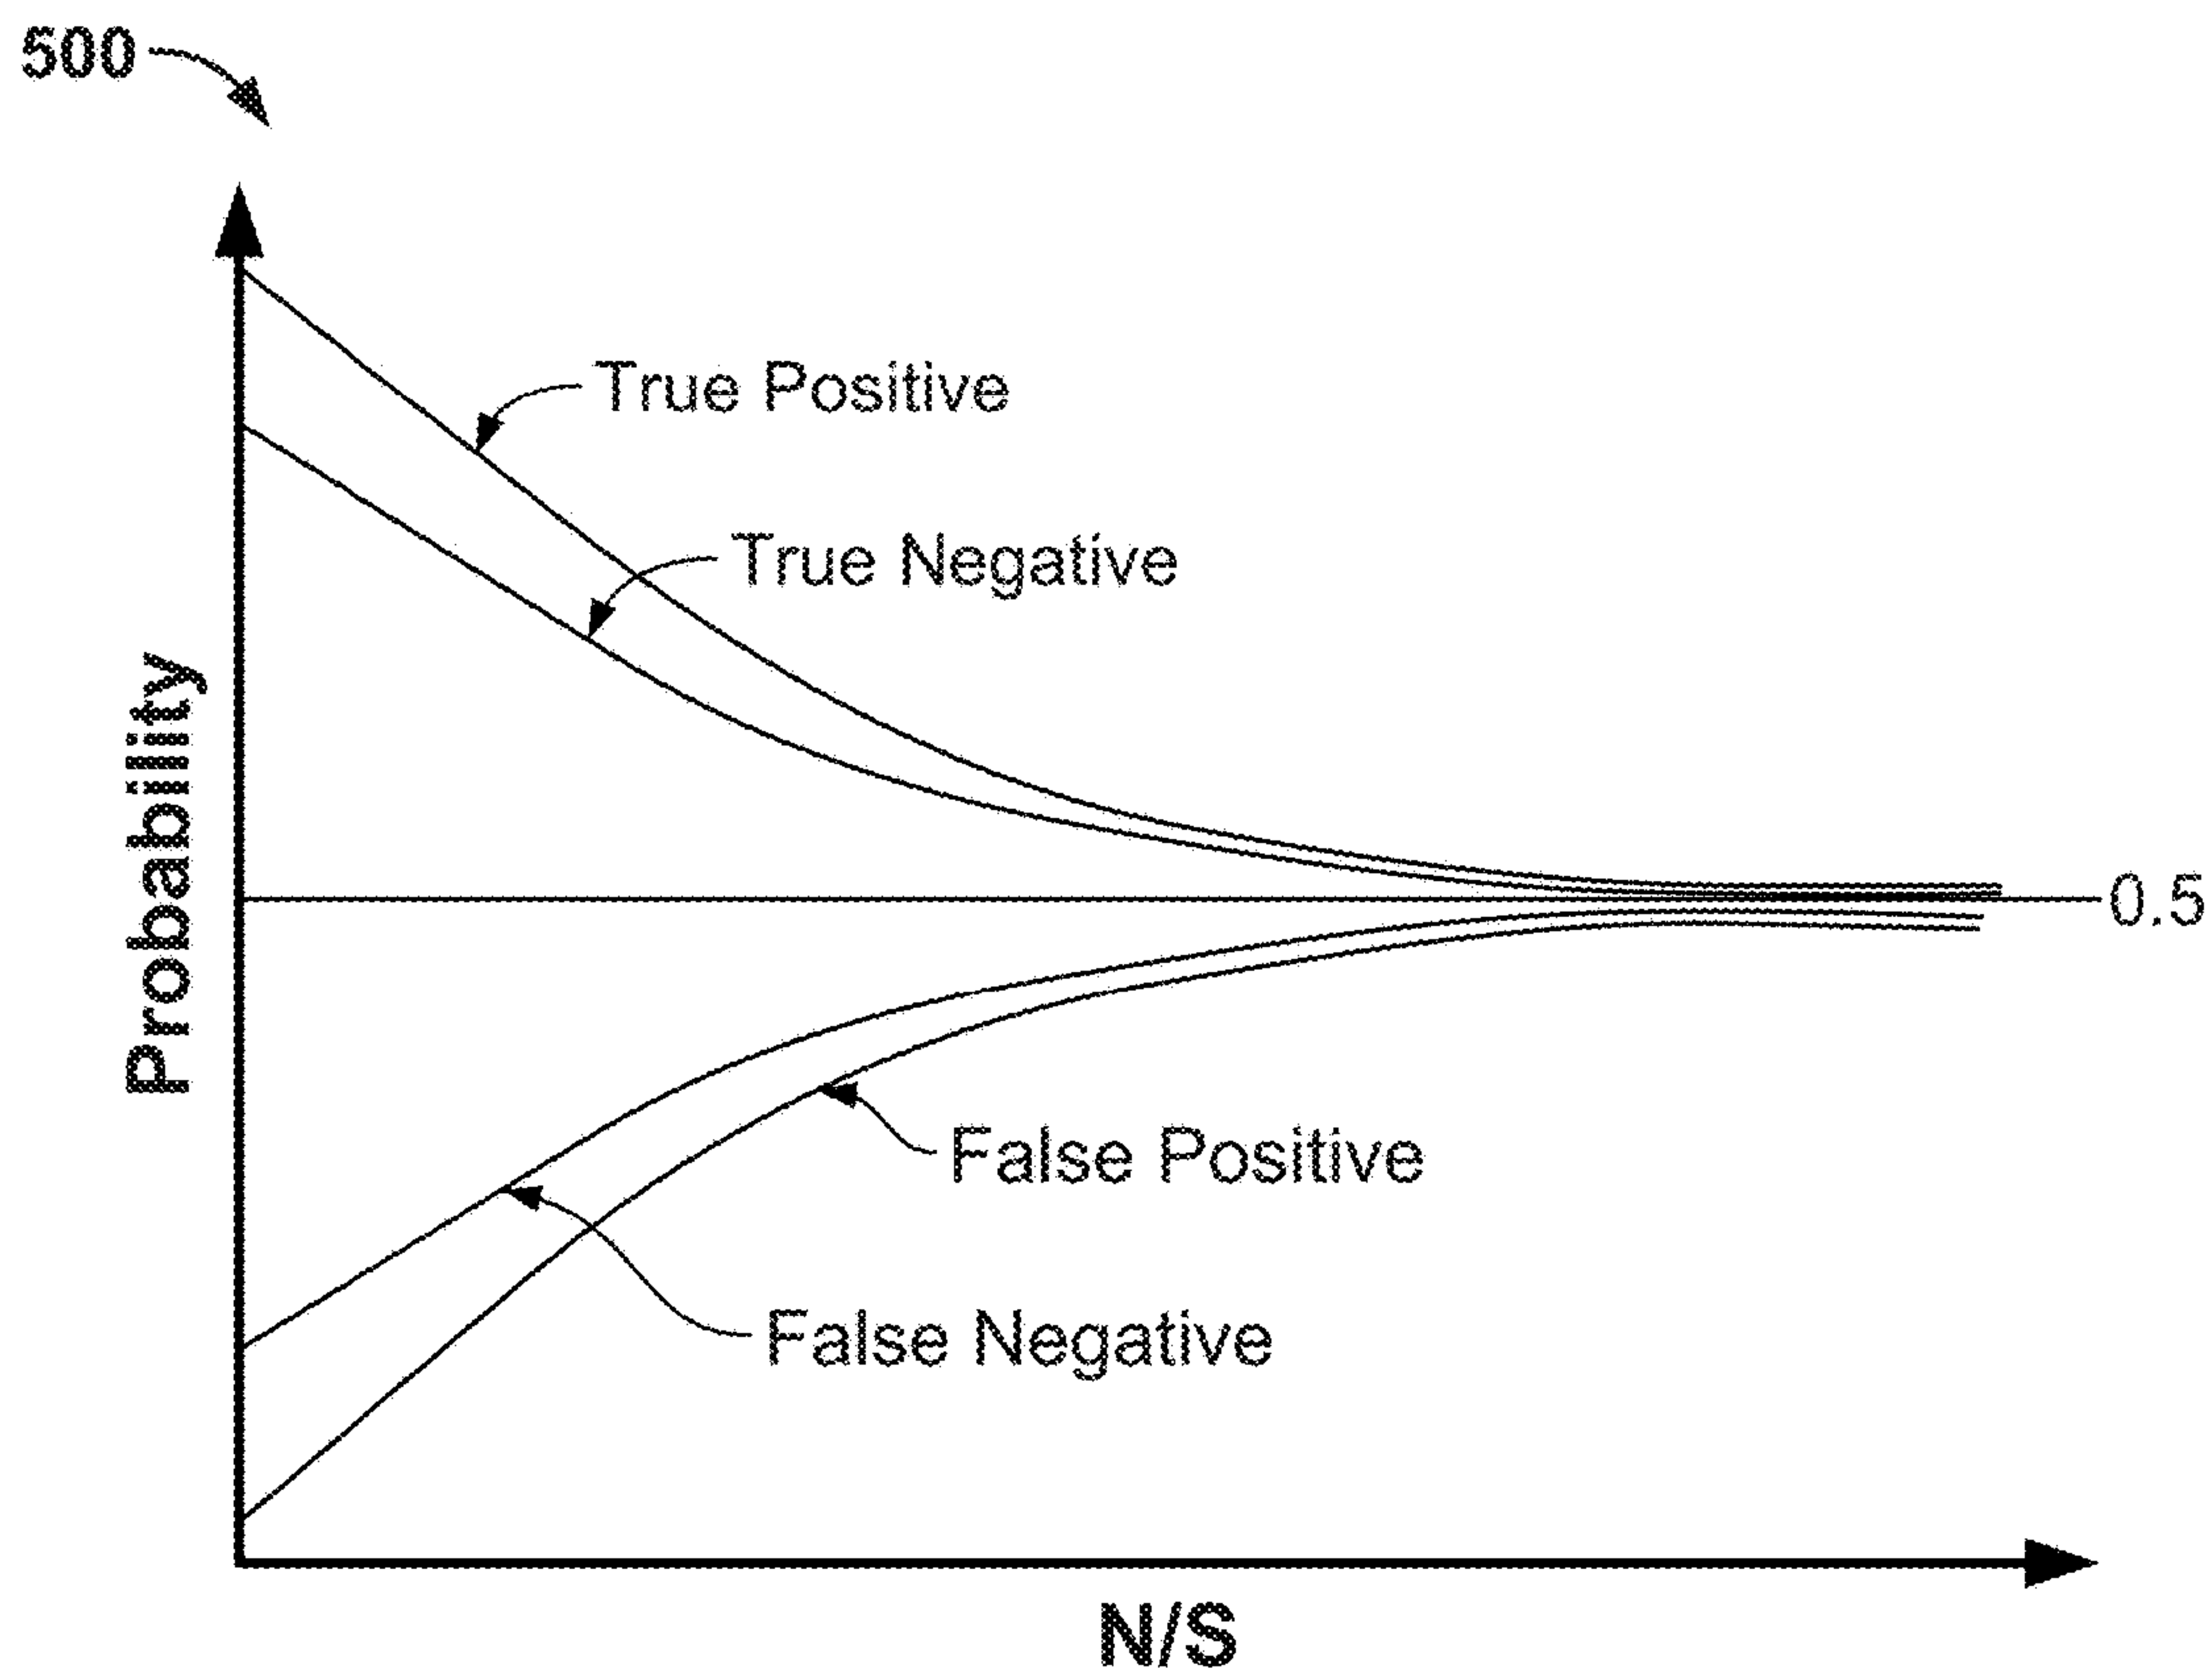 500
True Positive
True Negative
Probability
0.5
False Positive
False Negative
N/S